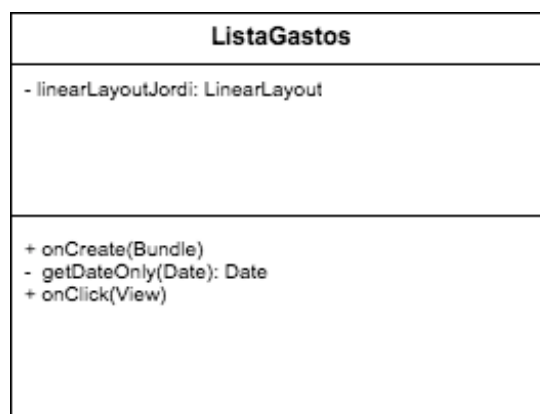 ListaGastos
- linearLayoutJordi: LinearLayout
+ onCreate(Bundle)
- getDateOnly(Date): Date
+ onClick(View)